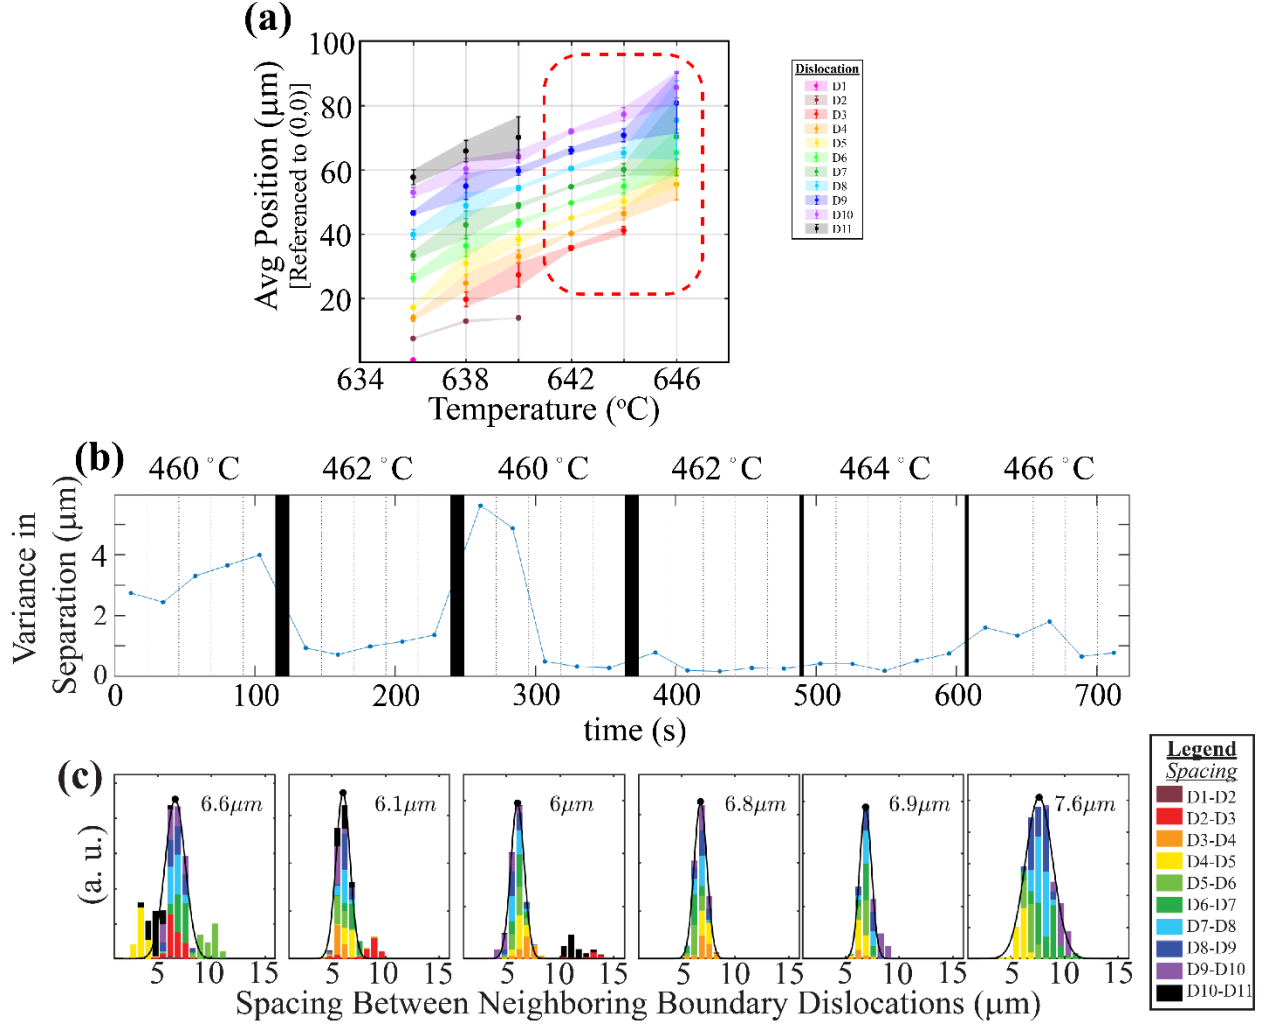 (a)
100
80
60
40
20
Avg Position (μm)
[Referenced to (0,0)]
634
638
642
646
Temperature (°C)
Dislocation
D1
D2
D3
D4
D5
D6
D7
D8
D9
D10
D11
(b)
460 °C
462 °C
460 °C
462 °C
464 °C
466 °C
Variance in
Separation (μm)
4
2
0
0
100
200
300
400
500
600
700
time (s)
(c)
(a. u.)
6.6μm
6.1μm
6μm
6.8μm
6.9μm
7.6μm
5 10 15
5 10 15
5 10 15
5 10 15
5 10 15
5 10 15
Spacing Between Neighboring Boundary Dislocations (μm)
Legend
Spacing
D1-D2
D2-D3
D3-D4
D4-D5
D5-D6
D6-D7
D7-D8
D8-D9
D9-D10
D10-D11